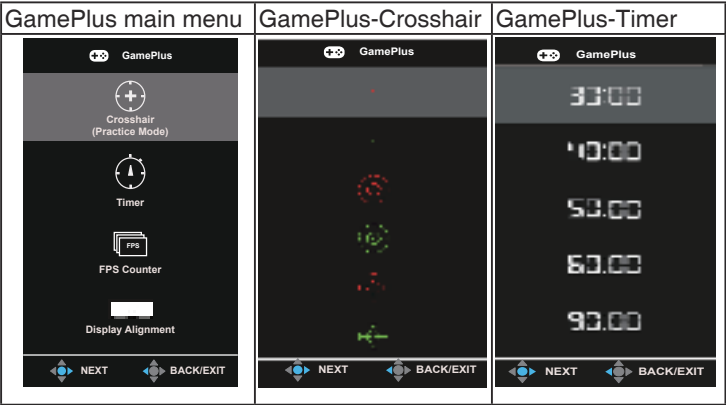 GamePlus main menu
GamePlus-Crosshair
GamePlus-Timer
GamePlus
Crosshair
(Practice Mode)
Timer
FPS
FPS Counter
Display Alignment
NEXT
BACK/EXIT
GamePlus
NEXT
BACK/EXIT
GamePlus
30:00
40:00
50:00
60:00
90:00
NEXT
BACK/EXIT